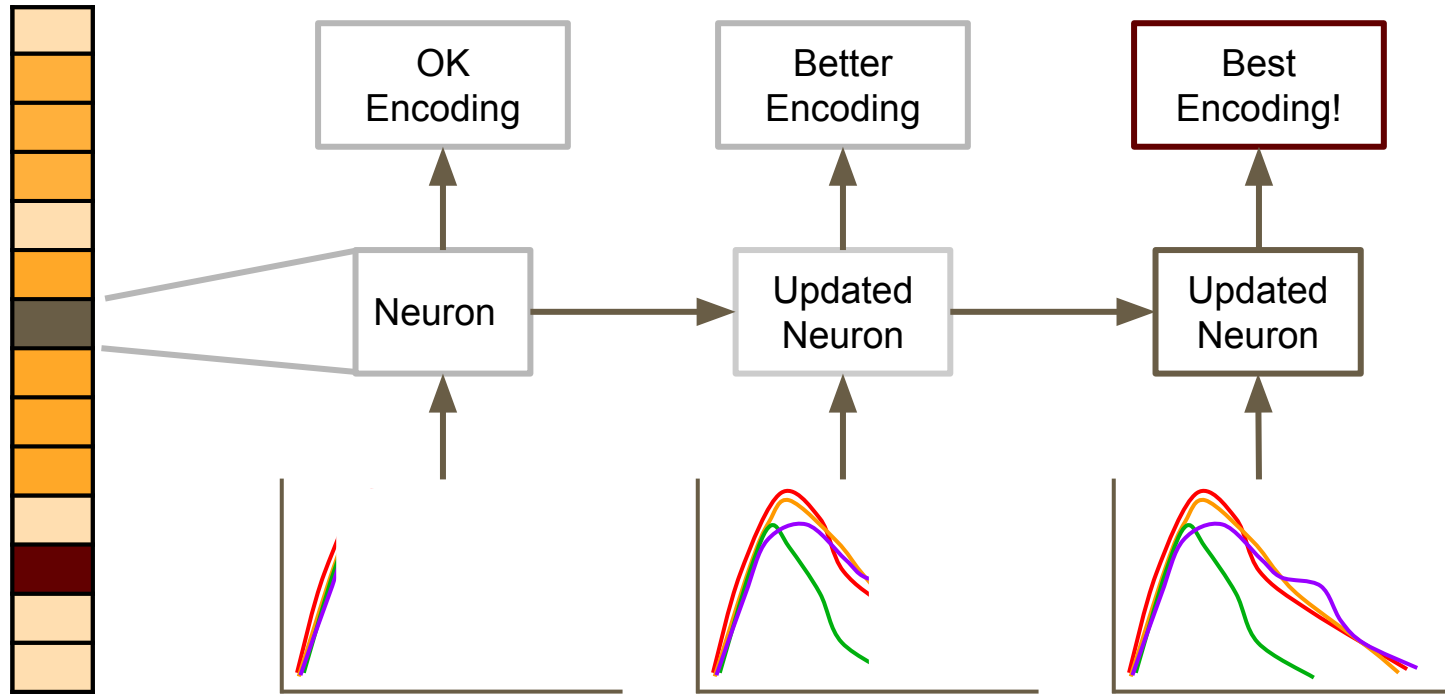 OK
Encoding
Better
Encoding
Best
Encoding!
Neuron
Updated
Neuron
Updated
Neuron